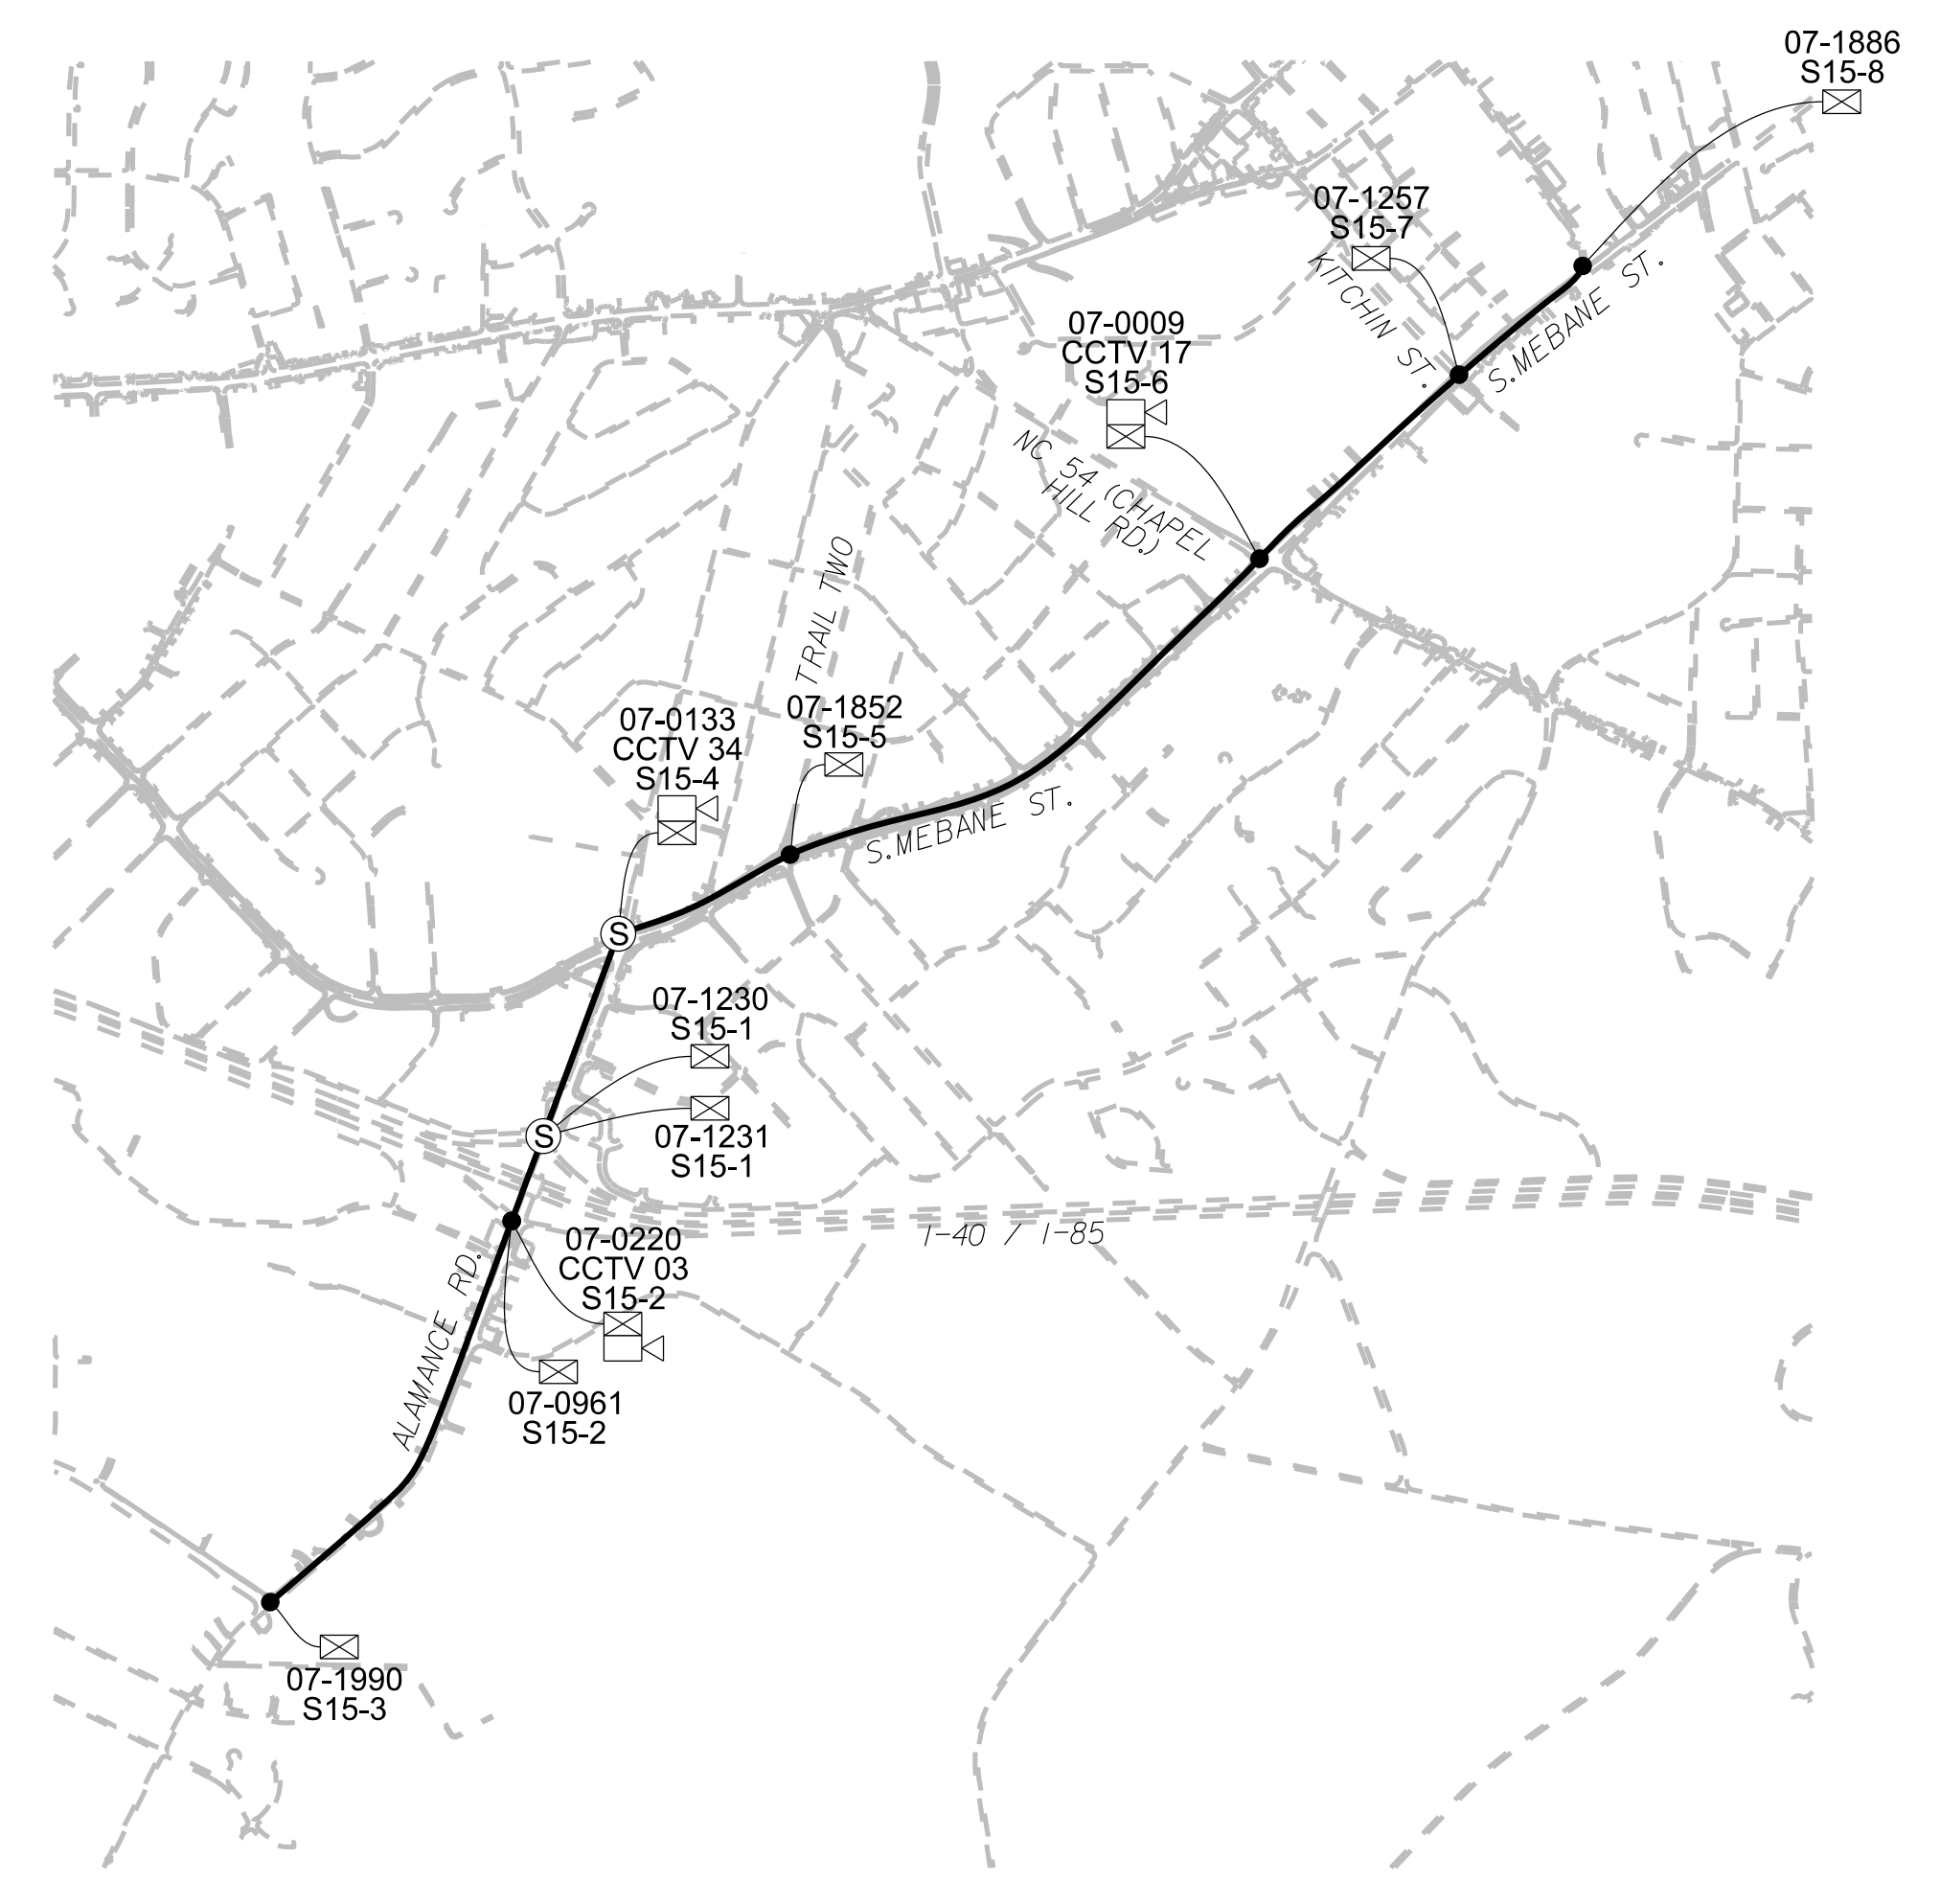 07-1886
S15-8
07-1257
S15-7
KITCHIN ST.
S.MEBANE ST.
07-0009
CCTV 17
S15-6
NC 54 (CHAPEL
HILL RD.)
TRAIL TWO
07-1852
S15-5
07-0133
CCTV 34
S15-4
S.MEBANE ST.
S
07-1230
S15-1
S
07-1231
S15-1
I-40 / I-85
07-0220
CCTV 03
S15-2
ALAMANCE RD.
07-0961
S15-2
07-1990
S15-3